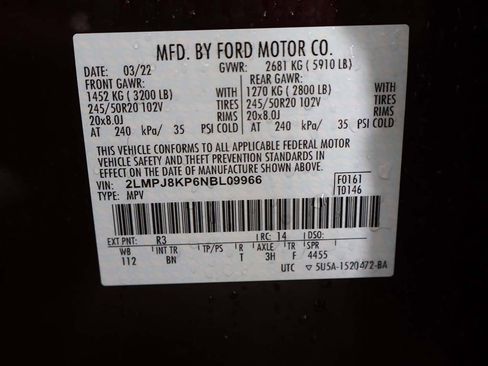 MFD. BY FORD MOTOR CO.
DATE: 03/22 GVWR: 2681 KG ( 5910 LB)
FRONT GAWR: REAR GAWR:
1452 KG ( 3200 LB) WITH 1270 KG ( 2800 LB) WITH
245/50R20 102V TIRES 245/50R20 102V TIRES
20x8.0J RIMS 20x8.0J RIMS
AT 240 kPa/ 35 PSI COLD AT 240 kPa/ 35 PSI COLD
THIS VEHICLE CONFORMS TO ALL APPLICABLE FEDERAL MOTOR
VEHICLE SAFETY AND THEFT PREVENTION STANDARDS IN
EFFECT ON THE DATE OF MANUFACTURE SHOWN ABOVE.
VIN: 2LMPJ8KP6NBL09966 F0161
TYPE: MPV T0146
EXT PNT: R3 RC: 14 DSO:
WB INT TR TP/PS R AXLE TR SPR
112 BN T 3H F 4455
UTC ▽ 5U5A-1520472-BA